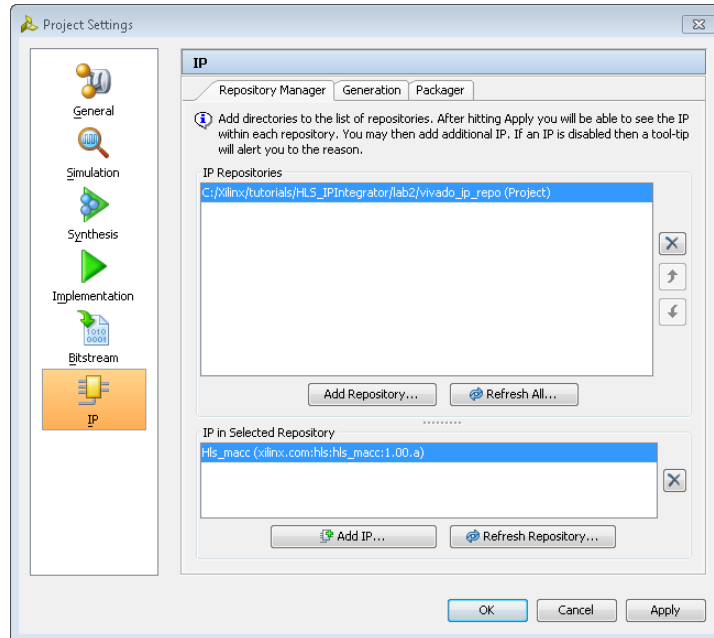 Project Settings
General
Simulation
Synthesis
Implementation
1010
0001
Bitstream
IP
IP
Repository Manager
Generation
Packager
Add directories to the list of repositories. After hitting Apply you will be able to see the IP
within each repository. You may then add additional IP. If an IP is disabled then a tool-tip
will alert you to the reason.
IP Repositories
C:/Xilinx/tutorials/HLS_IPIntegrator/lab2/vivado_ip_repo (Project)
Add Repository...
Refresh All...
IP in Selected Repository
Hls_macc (xilinx.com:hls:hls_macc:1.00.a)
Add IP...
Refresh Repository...
OK
Cancel
Apply